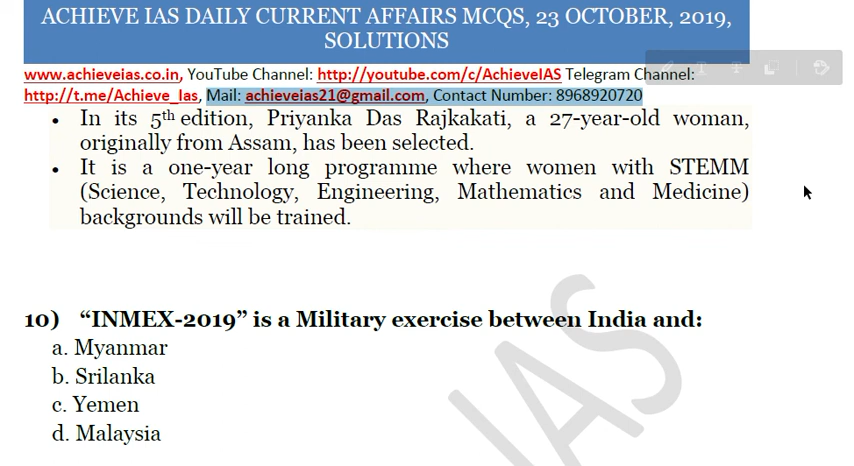 ACHIEVE IAS DAILY CURRENT AFFAIRS MCQS, 23 OCTOBER, 2019,
SOLUTIONS
www.achieveias.co.in, YouTube Channel: http://youtube.com/c/AchieveIAS Telegram Channel:
http://t.me/Achieve_Ias, Mail: achieveias21@gmail.com, Contact Number: 8968920720
• In its 5th edition, Priyanka Das Rajkakati, a 27-year-old woman,
originally from Assam, has been selected.
• It is a one-year long programme where women with STEMM
(Science, Technology, Engineering, Mathematics and Medicine)
backgrounds will be trained.
10) “INMEX-2019” is a Military exercise between India and:
a. Myanmar
b. Srilanka
c. Yemen
d. Malaysia
IAS